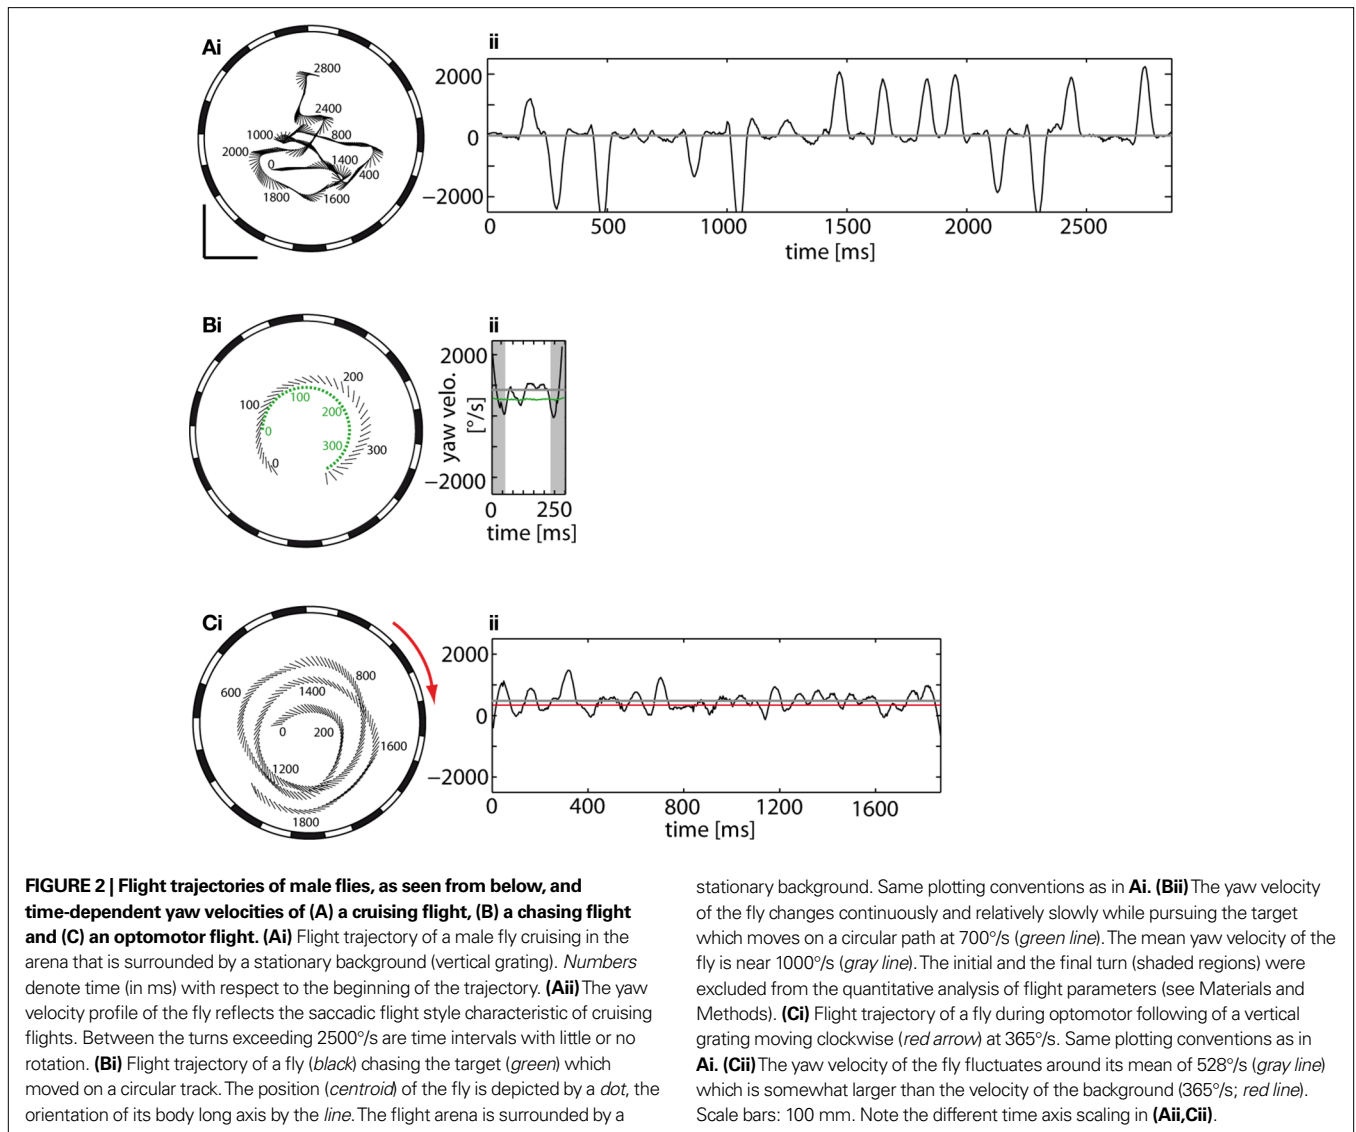 Ai
2800
2400
1000
800
2000
0
1400
400
1800
1600
ii
2000
0
−2000
0
500
1000
1500
2000
2500
time [ms]
Bi
200
100
100
200
0
300
300
0
ii
yaw velo.
[°/s]
2000
−2000
0
250
time [ms]
Ci
800
600
1400
0
200
1600
1200
1800
ii
2000
0
−2000
0
400
800
1200
1600
time [ms]
FIGURE 2 | Flight trajectories of male flies, as seen from below, and
time-dependent yaw velocities of (A) a cruising flight, (B) a chasing flight
and (C) an optomotor flight. (Ai) Flight trajectory of a male fly cruising in the
arena that is surrounded by a stationary background (vertical grating). Numbers
denote time (in ms) with respect to the beginning of the trajectory. (Aii) The yaw
velocity profile of the fly reflects the saccadic flight style characteristic of cruising
flights. Between the turns exceeding 2500°/s are time intervals with little or no
rotation. (Bi) Flight trajectory of a fly (black) chasing the target (green) which
moved on a circular track. The position (centroid) of the fly is depicted by a dot, the
orientation of its body long axis by the line. The flight arena is surrounded by a
stationary background. Same plotting conventions as in Ai. (Bii) The yaw velocity
of the fly changes continuously and relatively slowly while pursuing the target
which moves on a circular path at 700°/s (green line). The mean yaw velocity of the
fly is near 1000°/s (gray line). The initial and the final turn (shaded regions) were
excluded from the quantitative analysis of flight parameters (see Materials and
Methods). (Ci) Flight trajectory of a fly during optomotor following of a vertical
grating moving clockwise (red arrow) at 365°/s. Same plotting conventions as in
Ai. (Cii) The yaw velocity of the fly fluctuates around its mean of 528°/s (gray line)
which is somewhat larger than the velocity of the background (365°/s; red line).
Scale bars: 100 mm. Note the different time axis scaling in (Aii,Cii).